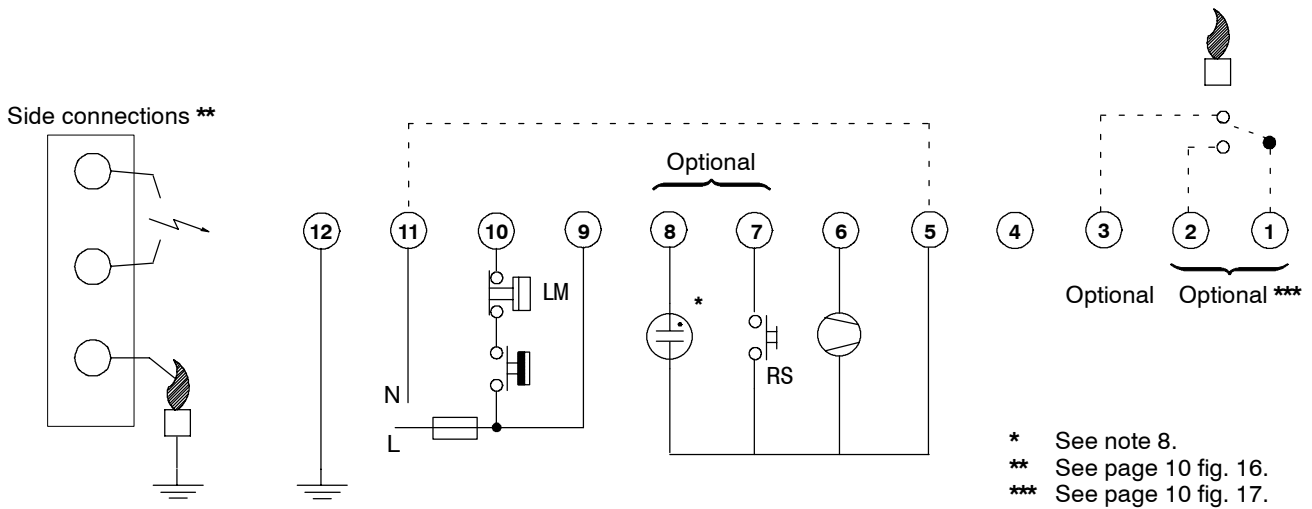 Side connections **
Optional
12 11 10 9 8 7 6 5 4 3 2 1
LM
*
Optional Optional ***
RS
N
L
* See note 8.
** See page 10 fig. 16.
*** See page 10 fig. 17.